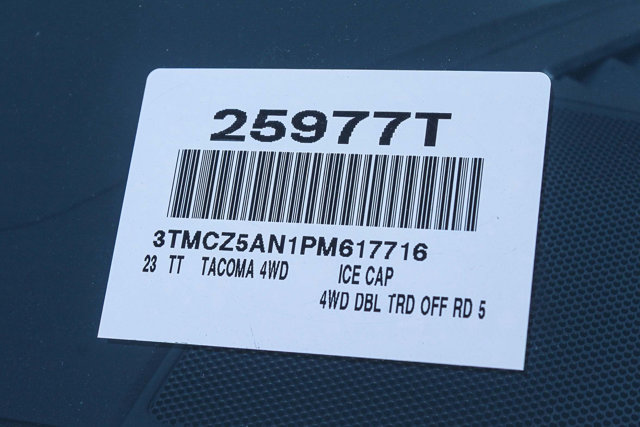 25977T
3TMCZ5AN1PM617716
23 TT TACOMA 4WD ICE CAP
4WD DBL TRD OFF RD 5